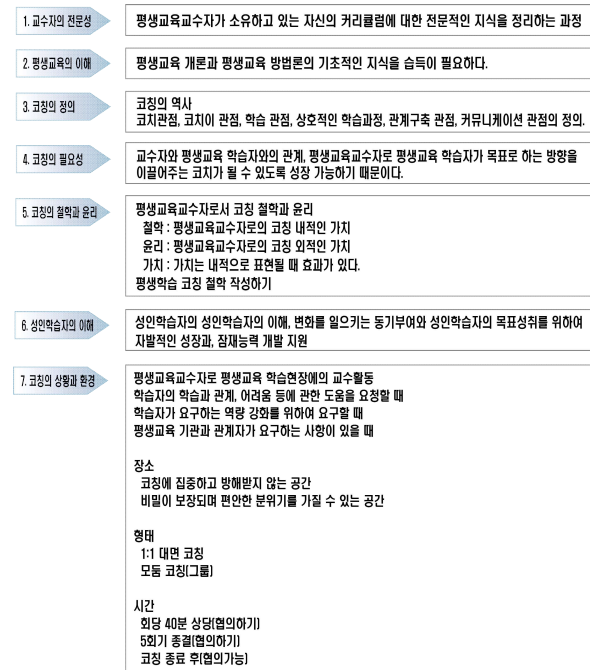 1. 교수자의 전문성
평생교육교수자가 소유하고 있는 자신의 커리큘럼에 대한 전문적인 지식을 정리하는 과정
2. 평생교육의 이해
평생교육 개론과 평생교육 방법론의 기초적인 지식을 습득이 필요하다.
3. 코칭의 정의
코칭의 역사
코치관점, 코치이 관점, 학습 관점, 상호적인 학습과정, 관계구축 관점, 커뮤니케이션 관점의 정의.
4. 코칭의 필요성
교수자와 평생교육 학습자와의 관계, 평생교육교수자로 평생교육 학습자가 목표로 하는 방향을
이끌어주는 코치가 될 수 있도록 성장 가능하기 때문이다.
5. 코칭의 철학과 윤리
평생교육교수자로서 코칭 철학과 윤리
철학 : 평생교육교수자로의 코칭 내적인 가치
윤리 : 평생교육교수자로의 코칭 외적인 가치
가치 : 가치는 내적으로 표현될 때 효과가 있다.
평생학습 코칭 철학 작성하기
6. 성인학습자의 이해
성인학습자의 성인학습자의 이해, 변화를 일으키는 동기부여와 성인학습자의 목표성취를 위하여
자발적인 성장과, 잠재능력 개발 지원
7. 코칭의 상황과 환경
평생교육교수자로 평생교육 학습현장에의 교수활동
학습자의 학습과 관계, 어려움 등에 관한 도움을 요청할 때
학습자가 요구하는 역량 강화를 위하여 요구할 때
평생교육 기관과 관계자가 요구하는 사항이 있을 때
장소
코칭에 집중하고 방해받지 않는 공간
비밀이 보장되며 편안한 분위기를 가질 수 있는 공간
형태
1:1 대면 코칭
모둠 코칭(그룹)
시간
회당 40분 상당(협의하기)
5회기 종결(협의하기)
코칭 종료 후(협의가능)